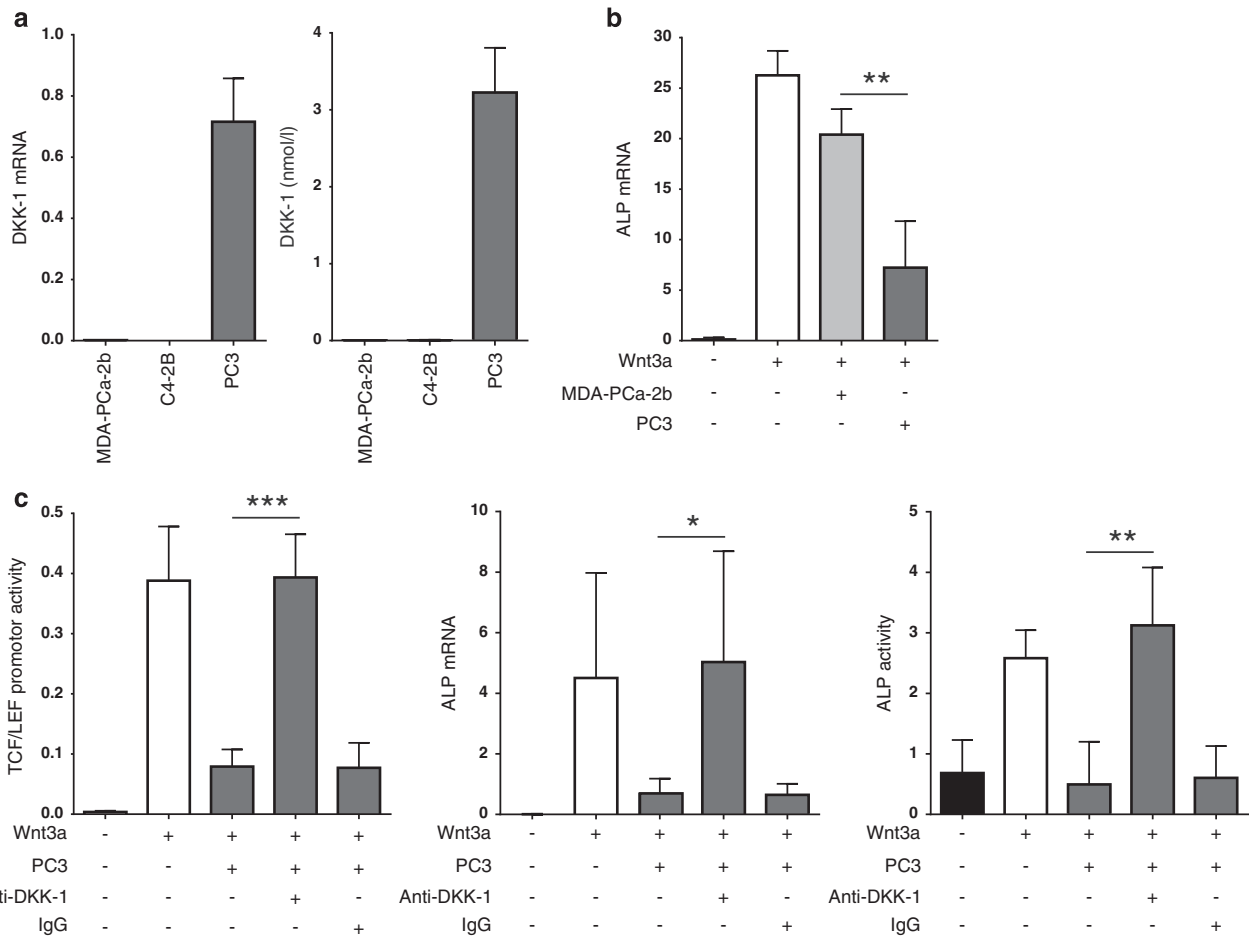 a
1.0
0.8
0.6
0.4
0.2
0.0
DKK-1 mRNA
MDA-PCa-2b
C4-2B
PC3
4
3
2
1
0
DKK-1 (nmol/l)
MDA-PCa-2b
C4-2B
PC3
b
30
25
20
15
10
5
0
ALP mRNA
**
Wnt3a - + + +
MDA-PCa-2b - - + -
PC3 - - - +
c
0.5
0.4
0.3
0.2
0.1
0.0
TCF/LEF promotor activity
***
Wnt3a - + + + +
PC3 - - + + +
ti-DKK-1 - - - + -
IgG - - - - +
10
8
6
4
2
0
ALP mRNA
*
Wnt3a - + + + +
PC3 - - + + +
Anti-DKK-1 - - - + -
IgG - - - - +
5
4
3
2
1
0
ALP activity
**
Wnt3a - + + + +
PC3 - - + + +
Anti-DKK-1 - - - + -
IgG - - - - +